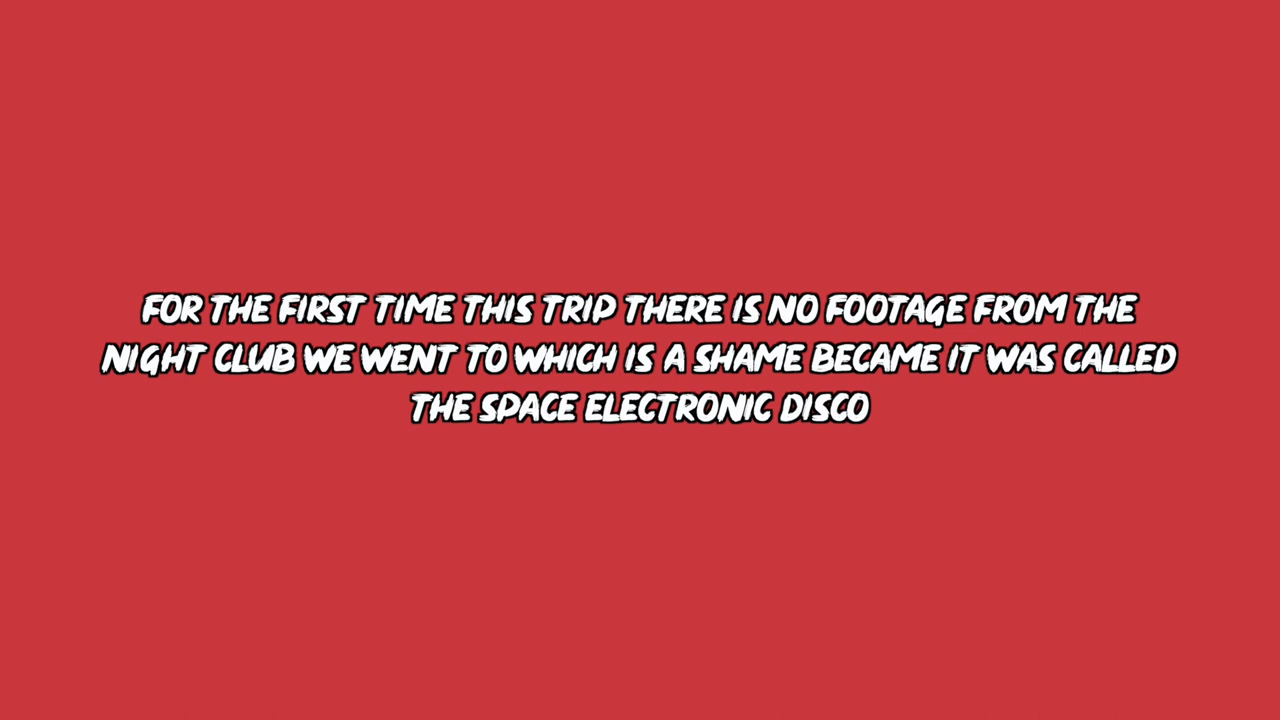 FOR THE FIRST TIME THIS TRIP THERE IS NO FOOTAGE FROM THE
NIGHT CLUB WE WENT TO WHICH IS A SHAME BECAME IT WAS CALLED
THE SPACE ELECTRONIC DISCO